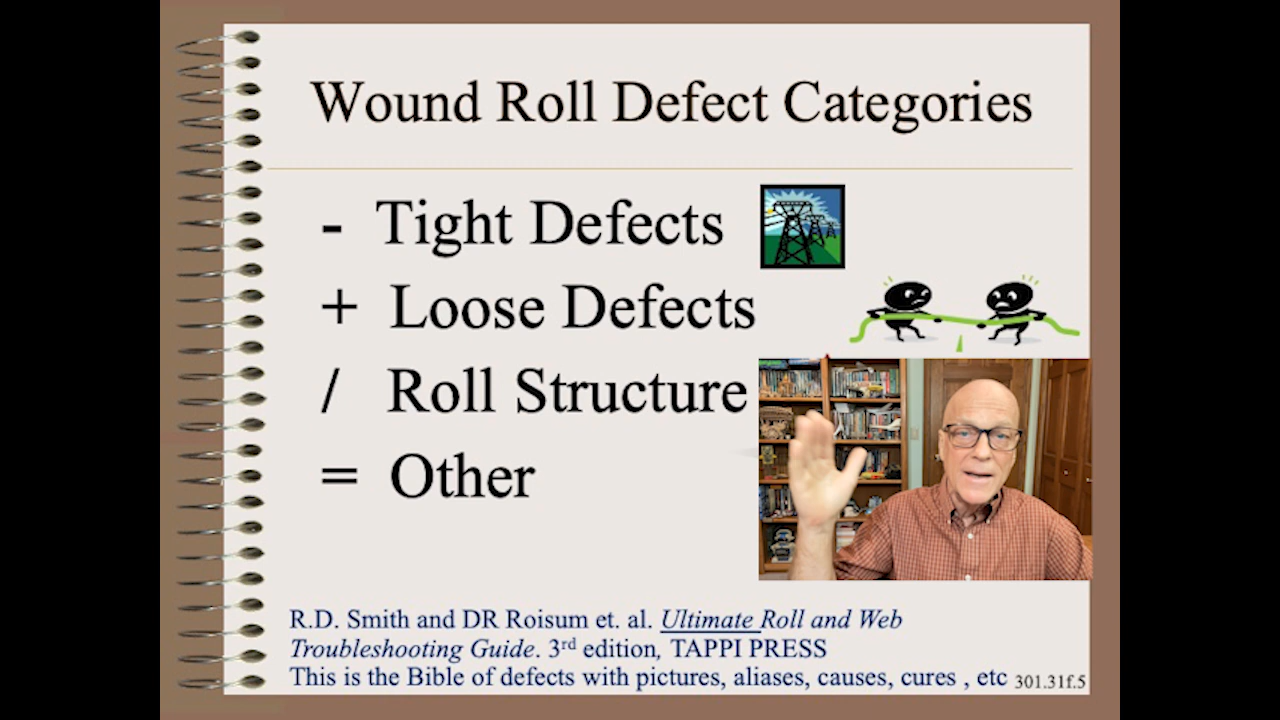 Wound Roll Defect Categories
- Tight Defects
+ Loose Defects
/ Roll Structure
= Other
R.D. Smith and DR Roisum et. al. Ultimate Roll and Web
Troubleshooting Guide. 3rd edition, TAPPI PRESS
This is the Bible of defects with pictures, aliases, causes, cures , etc
301.31f.5